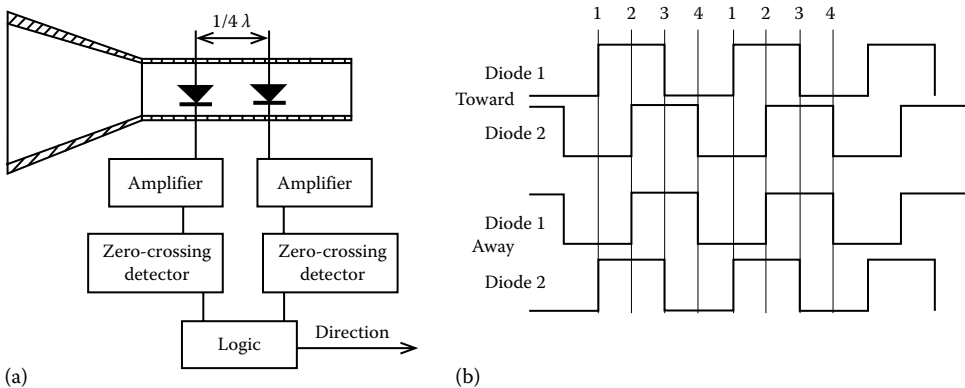 1/4 λ
Amplifier
Amplifier
Zero-crossing
detector
Zero-crossing
detector
Logic
Direction
(a)
1 2 3 4 1 2 3 4
Diode 1
Toward
Diode 2
Diode 1
Away
Diode 2
(b)